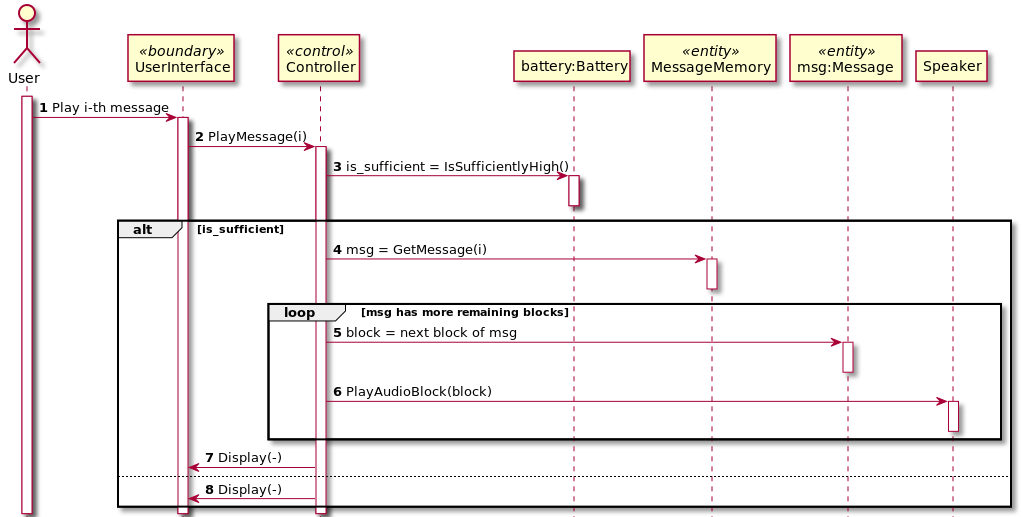 User
«boundary»
UserInterface
«control»
Controller
battery:Battery
«entity»
MessageMemory
«entity»
msg:Message
Speaker
1 Play i-th message
2 PlayMessage(i)
3 is_sufficient = IsSufficientlyHigh()
alt [is_sufficient]
4 msg = GetMessage(i)
loop [msg has more remaining blocks]
5 block = next block of msg
6 PlayAudioBlock(block)
7 Display(-)
8 Display(-)